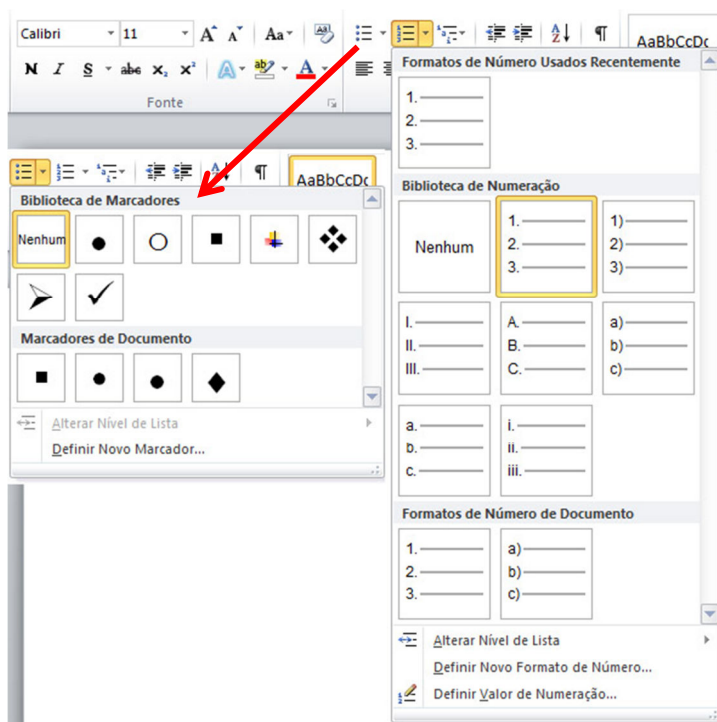 Calibri 11 A A Aa
N I S abc x₂ x² A ab A
Fonte
AaBbCcDc
AaBbCcDc
Biblioteca de Marcadores
Nenhum
Marcadores de Documento
Alterar Nível de Lista
Definir Novo Marcador...
Formatos de Número Usados Recentemente
1.
2.
3.
Biblioteca de Numeração
Nenhum
1.
2.
3.
1)
2)
3)
I.
II.
III.
A.
B.
C.
a)
b)
c)
a.
b.
c.
i.
ii.
iii.
Formatos de Número de Documento
1.
2.
3.
a)
b)
c)
Alterar Nível de Lista
Definir Novo Formato de Número...
Definir Valor de Numeração...